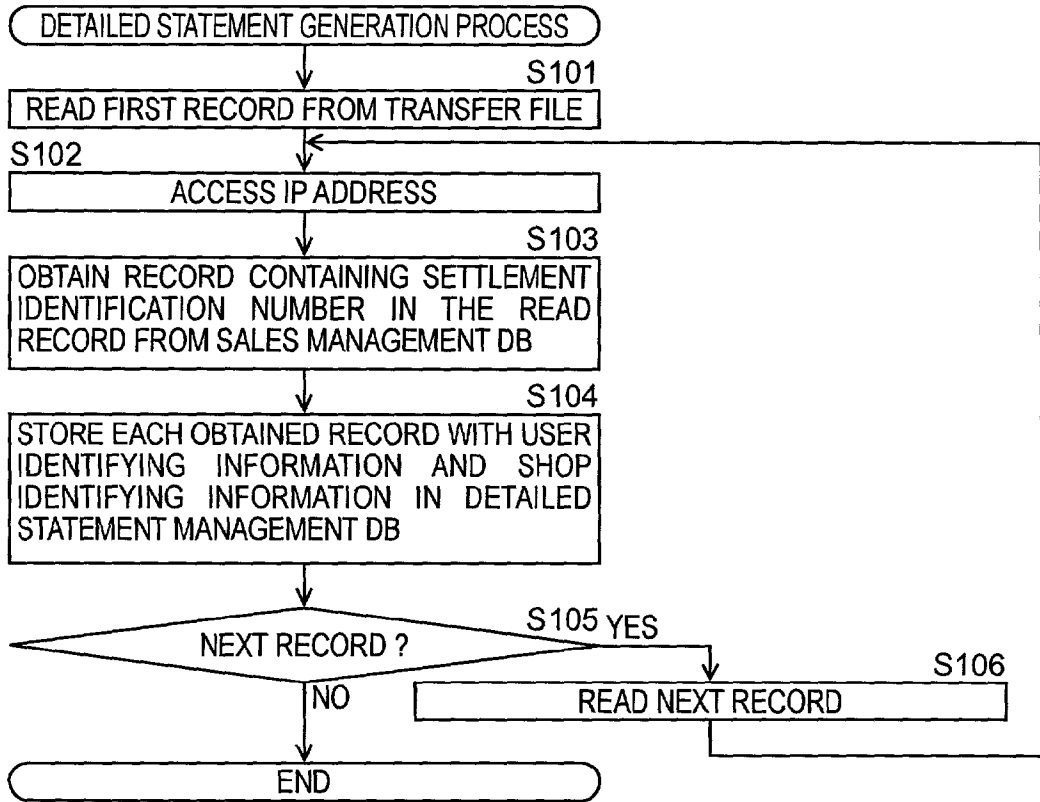 DETAILED STATEMENT GENERATION PROCESS
S101
READ FIRST RECORD FROM TRANSFER FILE
S102
ACCESS IP ADDRESS
S103
OBTAIN RECORD CONTAINING SETTLEMENT
IDENTIFICATION NUMBER IN THE READ
RECORD FROM SALES MANAGEMENT DB
S104
STORE EACH OBTAINED RECORD WITH USER
IDENTIFYING INFORMATION AND SHOP
IDENTIFYING INFORMATION IN DETAILED
STATEMENT MANAGEMENT DB
S105 YES
NEXT RECORD ?
S106
NO
READ NEXT RECORD
END